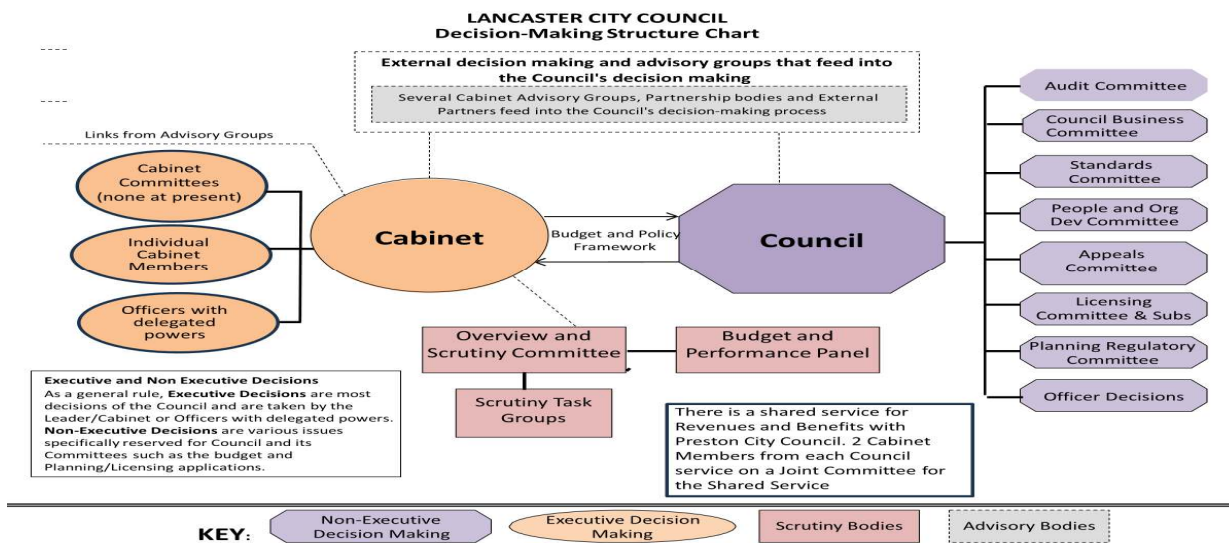 LANCASTER CITY COUNCIL
Decision-Making Structure Chart
External decision making and advisory groups that feed into
the Council's decision making
Several Cabinet Advisory Groups, Partnership bodies and External
Partners feed into the Council's decision-making process
Links from Advisory Groups
Cabinet
Committees
(none at present)
Individual
Cabinet
Members
Officers with
delegated
powers
Cabinet
Budget and Policy
Framework
Council
Audit Committee
Council Business
Committee
Standards
Committee
People and Org
Dev Committee
Appeals
Committee
Licensing
Committee & Subs
Planning Regulatory
Committee
Officer Decisions
Overview and
Scrutiny Committee
Budget and
Performance Panel
Scrutiny Task
Groups
Executive and Non Executive Decisions
As a general rule, Executive Decisions are most
decisions of the Council and are taken by the
Leader/Cabinet or Officers with delegated powers.
Non-Executive Decisions are various issues
specifically reserved for Council and its
Committees such as the budget and
Planning/Licensing applications.
There is a shared service for
Revenues and Benefits with
Preston City Council. 2 Cabinet
Members from each Council
service on a Joint Committee for
the Shared Service
KEY:
Non-Executive
Decision Making
Executive Decision
Making
Scrutiny Bodies
Advisory Bodies